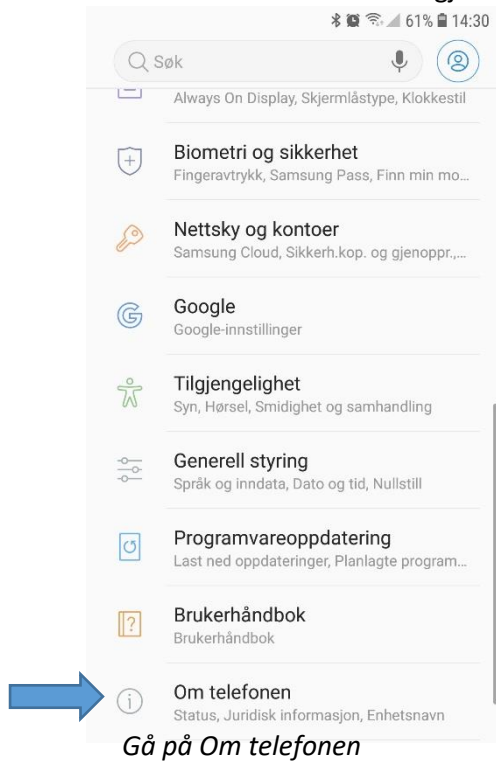 61% 14:30
Søk
Always On Display, Skjermlåstype, Klokkestil
Biometri og sikkerhet
Fingeravtrykk, Samsung Pass, Finn min mo...
Nettsky og kontoer
Samsung Cloud, Sikkerh.kop. og gjenoppr.,...
Google
Google-innstillinger
Tilgjengelighet
Syn, Hørsel, Smidighet og samhandling
Generell styring
Språk og inndata, Dato og tid, Nullstill
Programvareoppdatering
Last ned oppdateringer, Planlagte program...
Brukerhåndbok
Brukerhåndbok
Om telefonen
Status, Juridisk informasjon, Enhetsnavn
Gå på Om telefonen